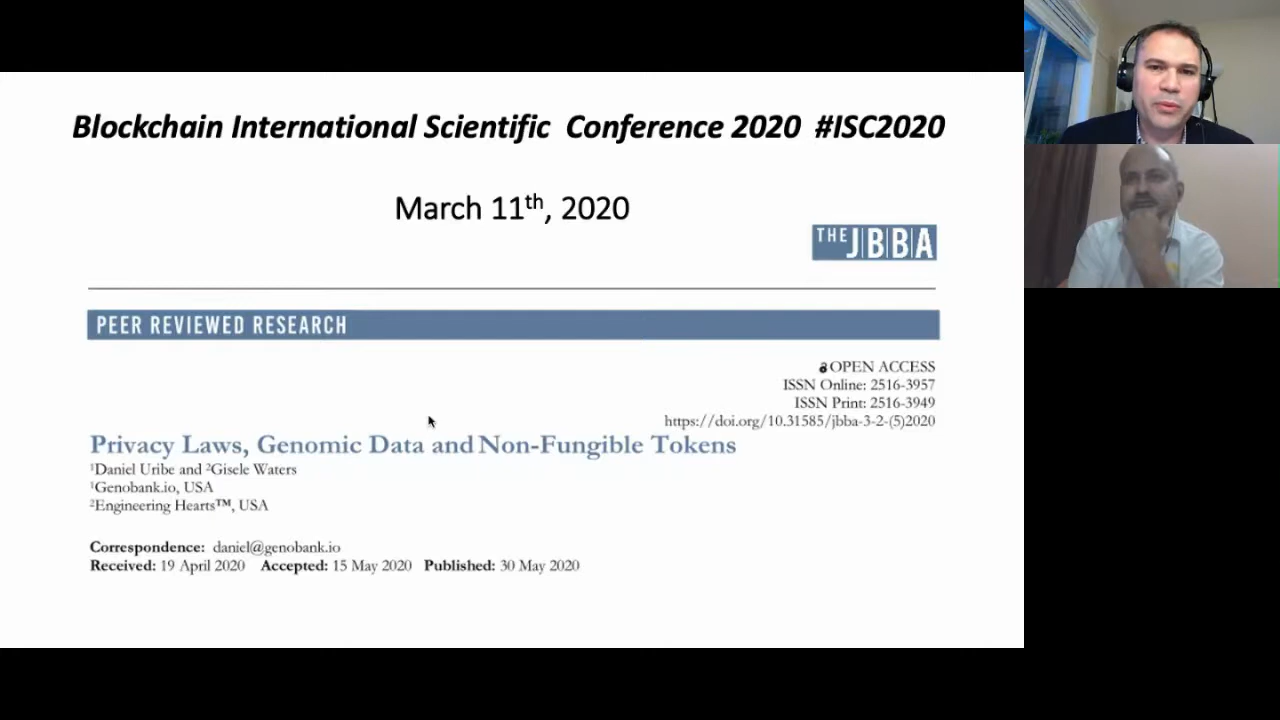 Blockchain International Scientific Conference 2020 #ISC2020
March 11th, 2020
THE JBBA
PEER REVIEWED RESEARCH
OPEN ACCESS
ISSN Online: 2516-3957
ISSN Print: 2516-3949
https://doi.org/10.31585/jbba-3-2-(5)2020
Privacy Laws, Genomic Data and Non-Fungible Tokens
¹Daniel Uribe and ²Gisele Waters
¹Genobank.io, USA
²Engineering Hearts™, USA
Correspondence: daniel@genobank.io
Received: 19 April 2020 Accepted: 15 May 2020 Published: 30 May 2020